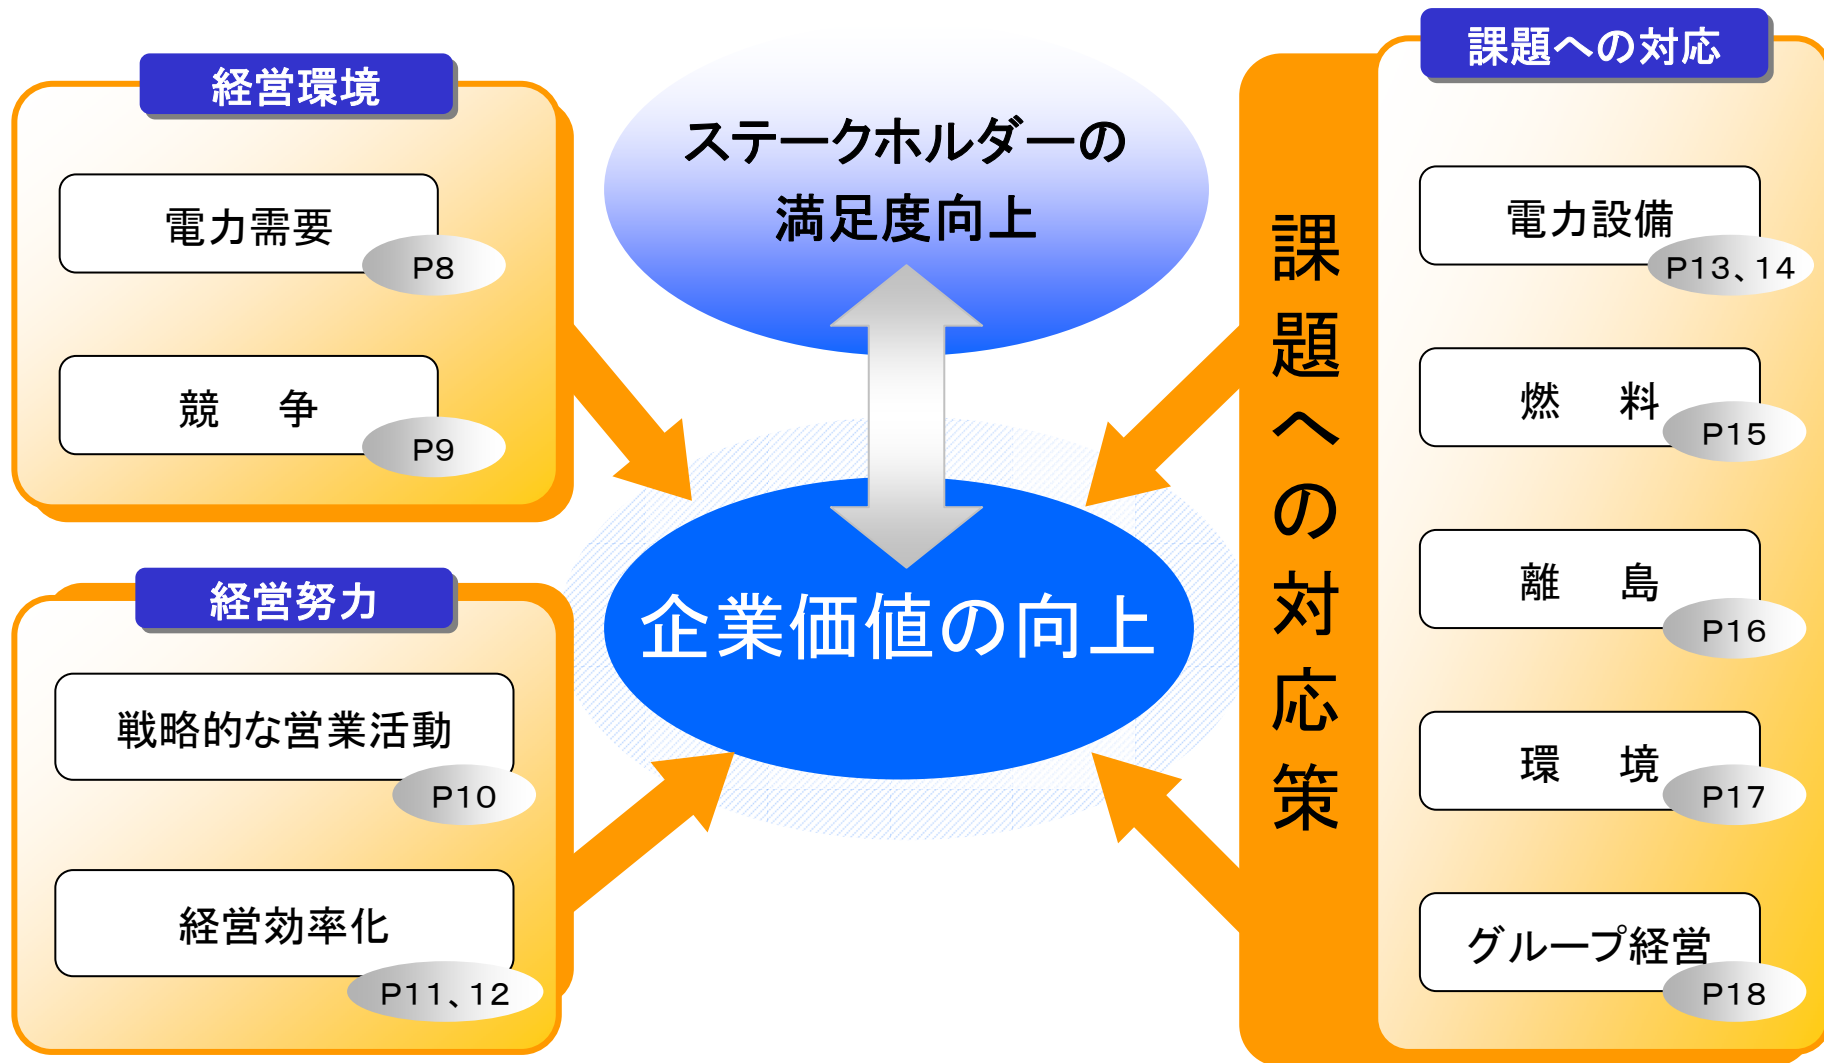 経営環境
電力需要
P8
競 争
P9
経営努力
戦略的な営業活動
P10
経営効率化
P11、12
ステークホルダーの
満足度向上
企業価値の向上
課題への対応策
課題への対応
電力設備
P13、14
燃 料
P15
離 島
P16
環 境
P17
グループ経営
P18